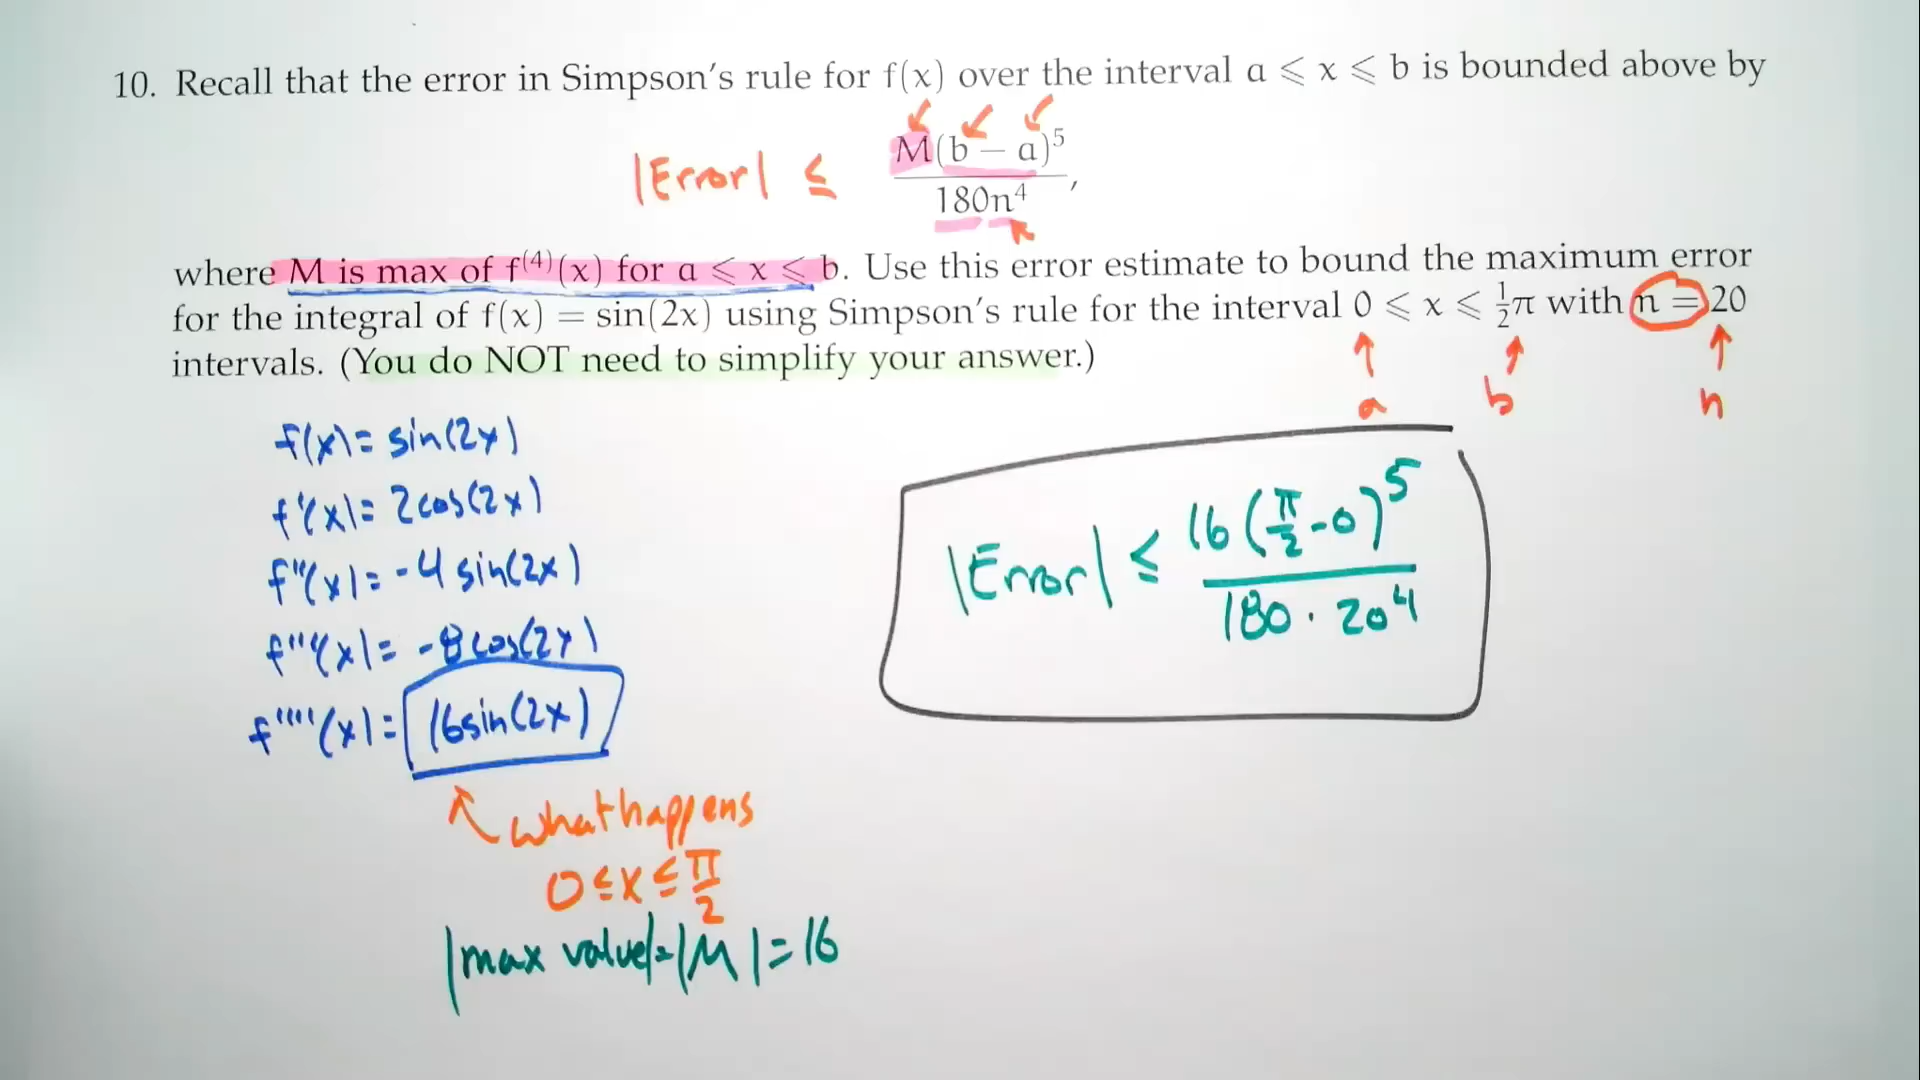 10. Recall that the error in Simpson's rule for f(x) over the interval a ⩽ x ⩽ b is bounded above by
|Error| ≤ M(b − a)⁵ / 180n⁴,
where M is max of f⁽⁴⁾(x) for a ⩽ x ⩽ b. Use this error estimate to bound the maximum error
for the integral of f(x) = sin(2x) using Simpson's rule for the interval 0 ⩽ x ⩽ ½π with n = 20
intervals. (You do NOT need to simplify your answer.)
a b n
f(x)= sin(2x)
f'(x)= 2cos(2x)
f''(x)= -4 sin(2x)
f'''(x)= -8cos(2x)
f''''(x)= 16sin(2x)
|Error| ≤ 16(π/2-0)⁵ / 180·20⁴
what happens
0≤x≤π/2
|max value|=|M|=16